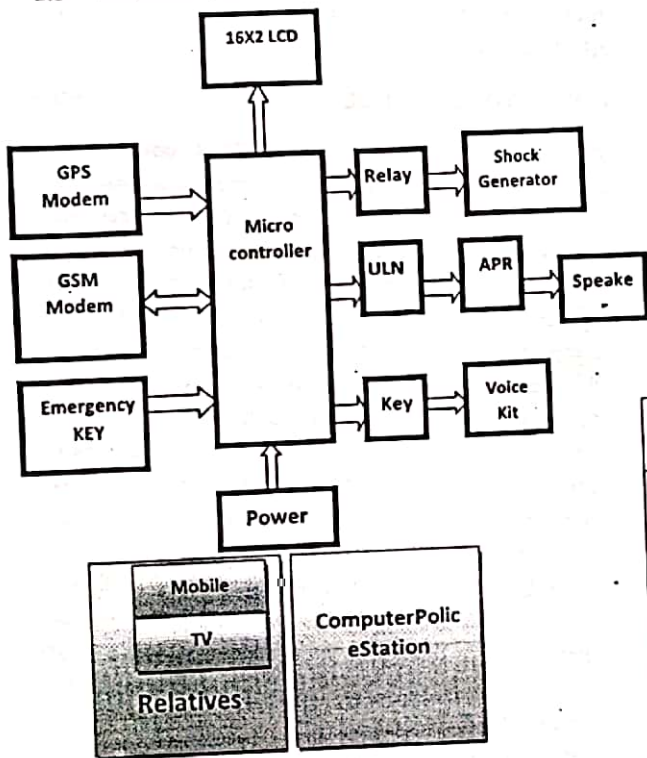 16X2 LCD
GPS
Modem
GSM
Modem
Emergency
KEY
Micro
controller
Relay
Shock
Generator
ULN
APR
Speake
Key
Voice
Kit
Power
Mobile
TV
Relatives
ComputerPolic
eStation